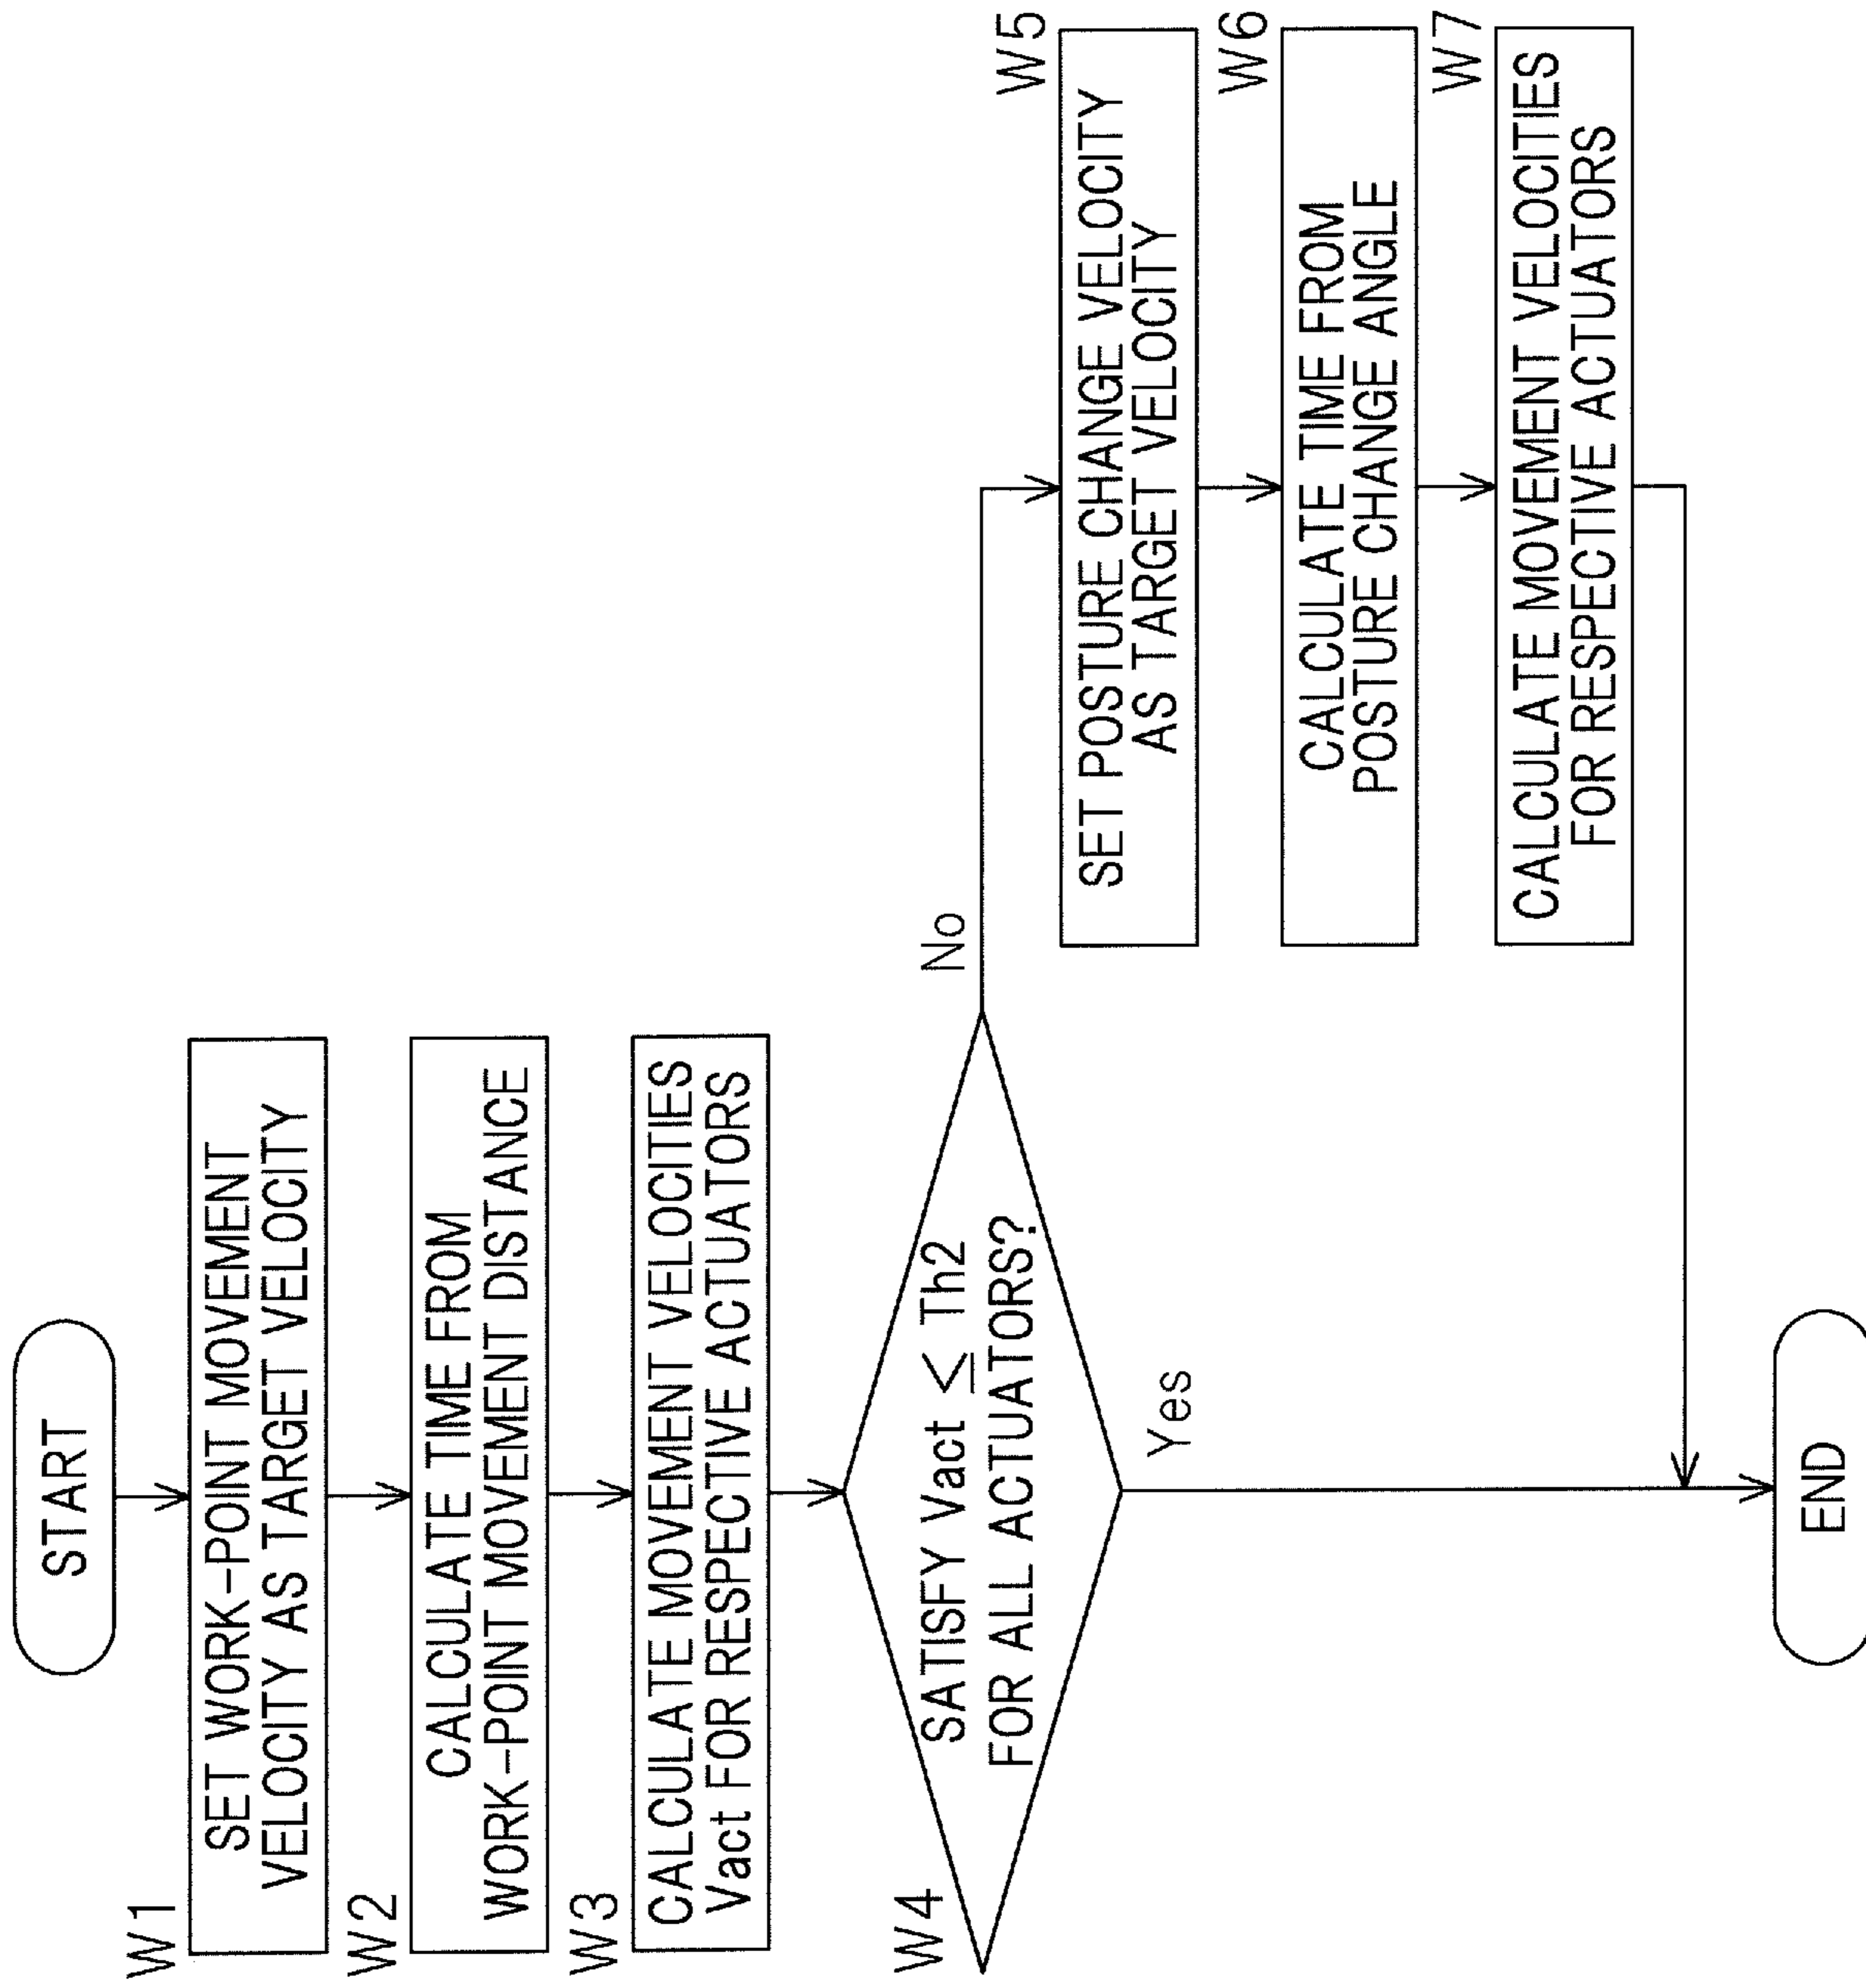 START
W1
SET WORK-POINT MOVEMENT
VELOCITY AS TARGET VELOCITY
W2
CALCULATE TIME FROM
WORK-POINT MOVEMENT DISTANCE
W3
CALCULATE MOVEMENT VELOCITIES
Vact FOR RESPECTIVE ACTUATORS
W4
SATISFY Vact ≤ Th2
FOR ALL ACTUATORS?
No
Yes
W5
SET POSTURE CHANGE VELOCITY
AS TARGET VELOCITY
W6
CALCULATE TIME FROM
POSTURE CHANGE ANGLE
W7
CALCULATE MOVEMENT VELOCITIES
FOR RESPECTIVE ACTUATORS
END